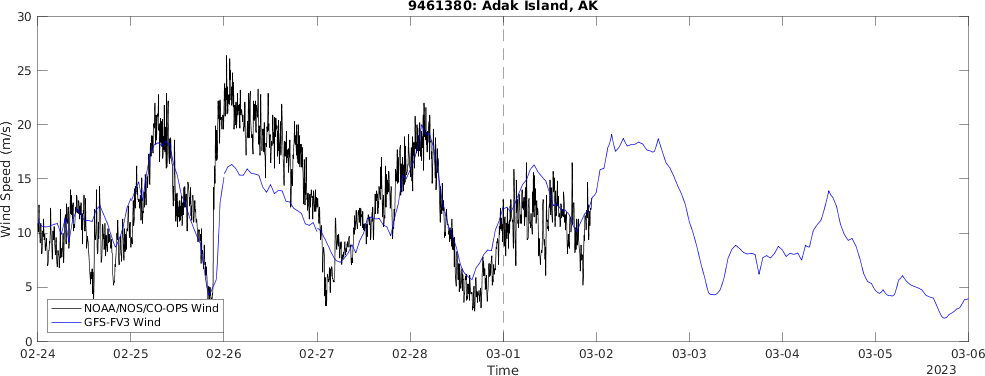 9461380: Adak Island, AK
30
25
20
15
10
5
0
Wind Speed (m/s)
NOAA/NOS/CO-OPS Wind
GFS-FV3 Wind
02-24 02-25 02-26 02-27 02-28 03-01 03-02 03-03 03-04 03-05 03-06
Time
2023